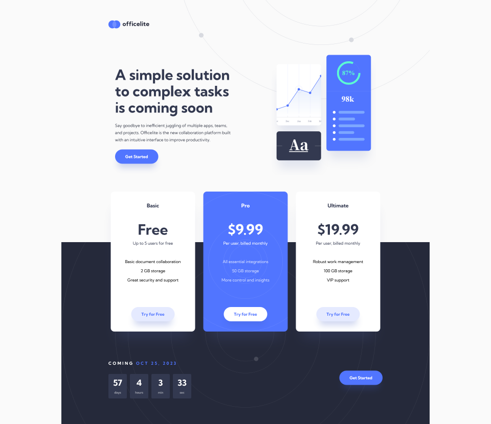 officelite
A simple solution
to complex tasks
is coming soon
Say goodbye to inefficient juggling of multiple apps, teams,
and projects. Officelite is the new collaboration platform built
with an intuitive interface to improve productivity.
Get Started
87%
98k
Aa
Basic
Free
Up to 5 users for free
Basic document collaboration
2 GB storage
Great security and support
Try for Free
Pro
$9.99
Per user, billed monthly
All essential integrations
50 GB storage
More control and insights
Try for Free
Ultimate
$19.99
Per user, billed monthly
Robust work management
100 GB storage
VIP support
Try for Free
COMING OCT 23, 2023
57 4 3 33
days hours min sec
Get Started